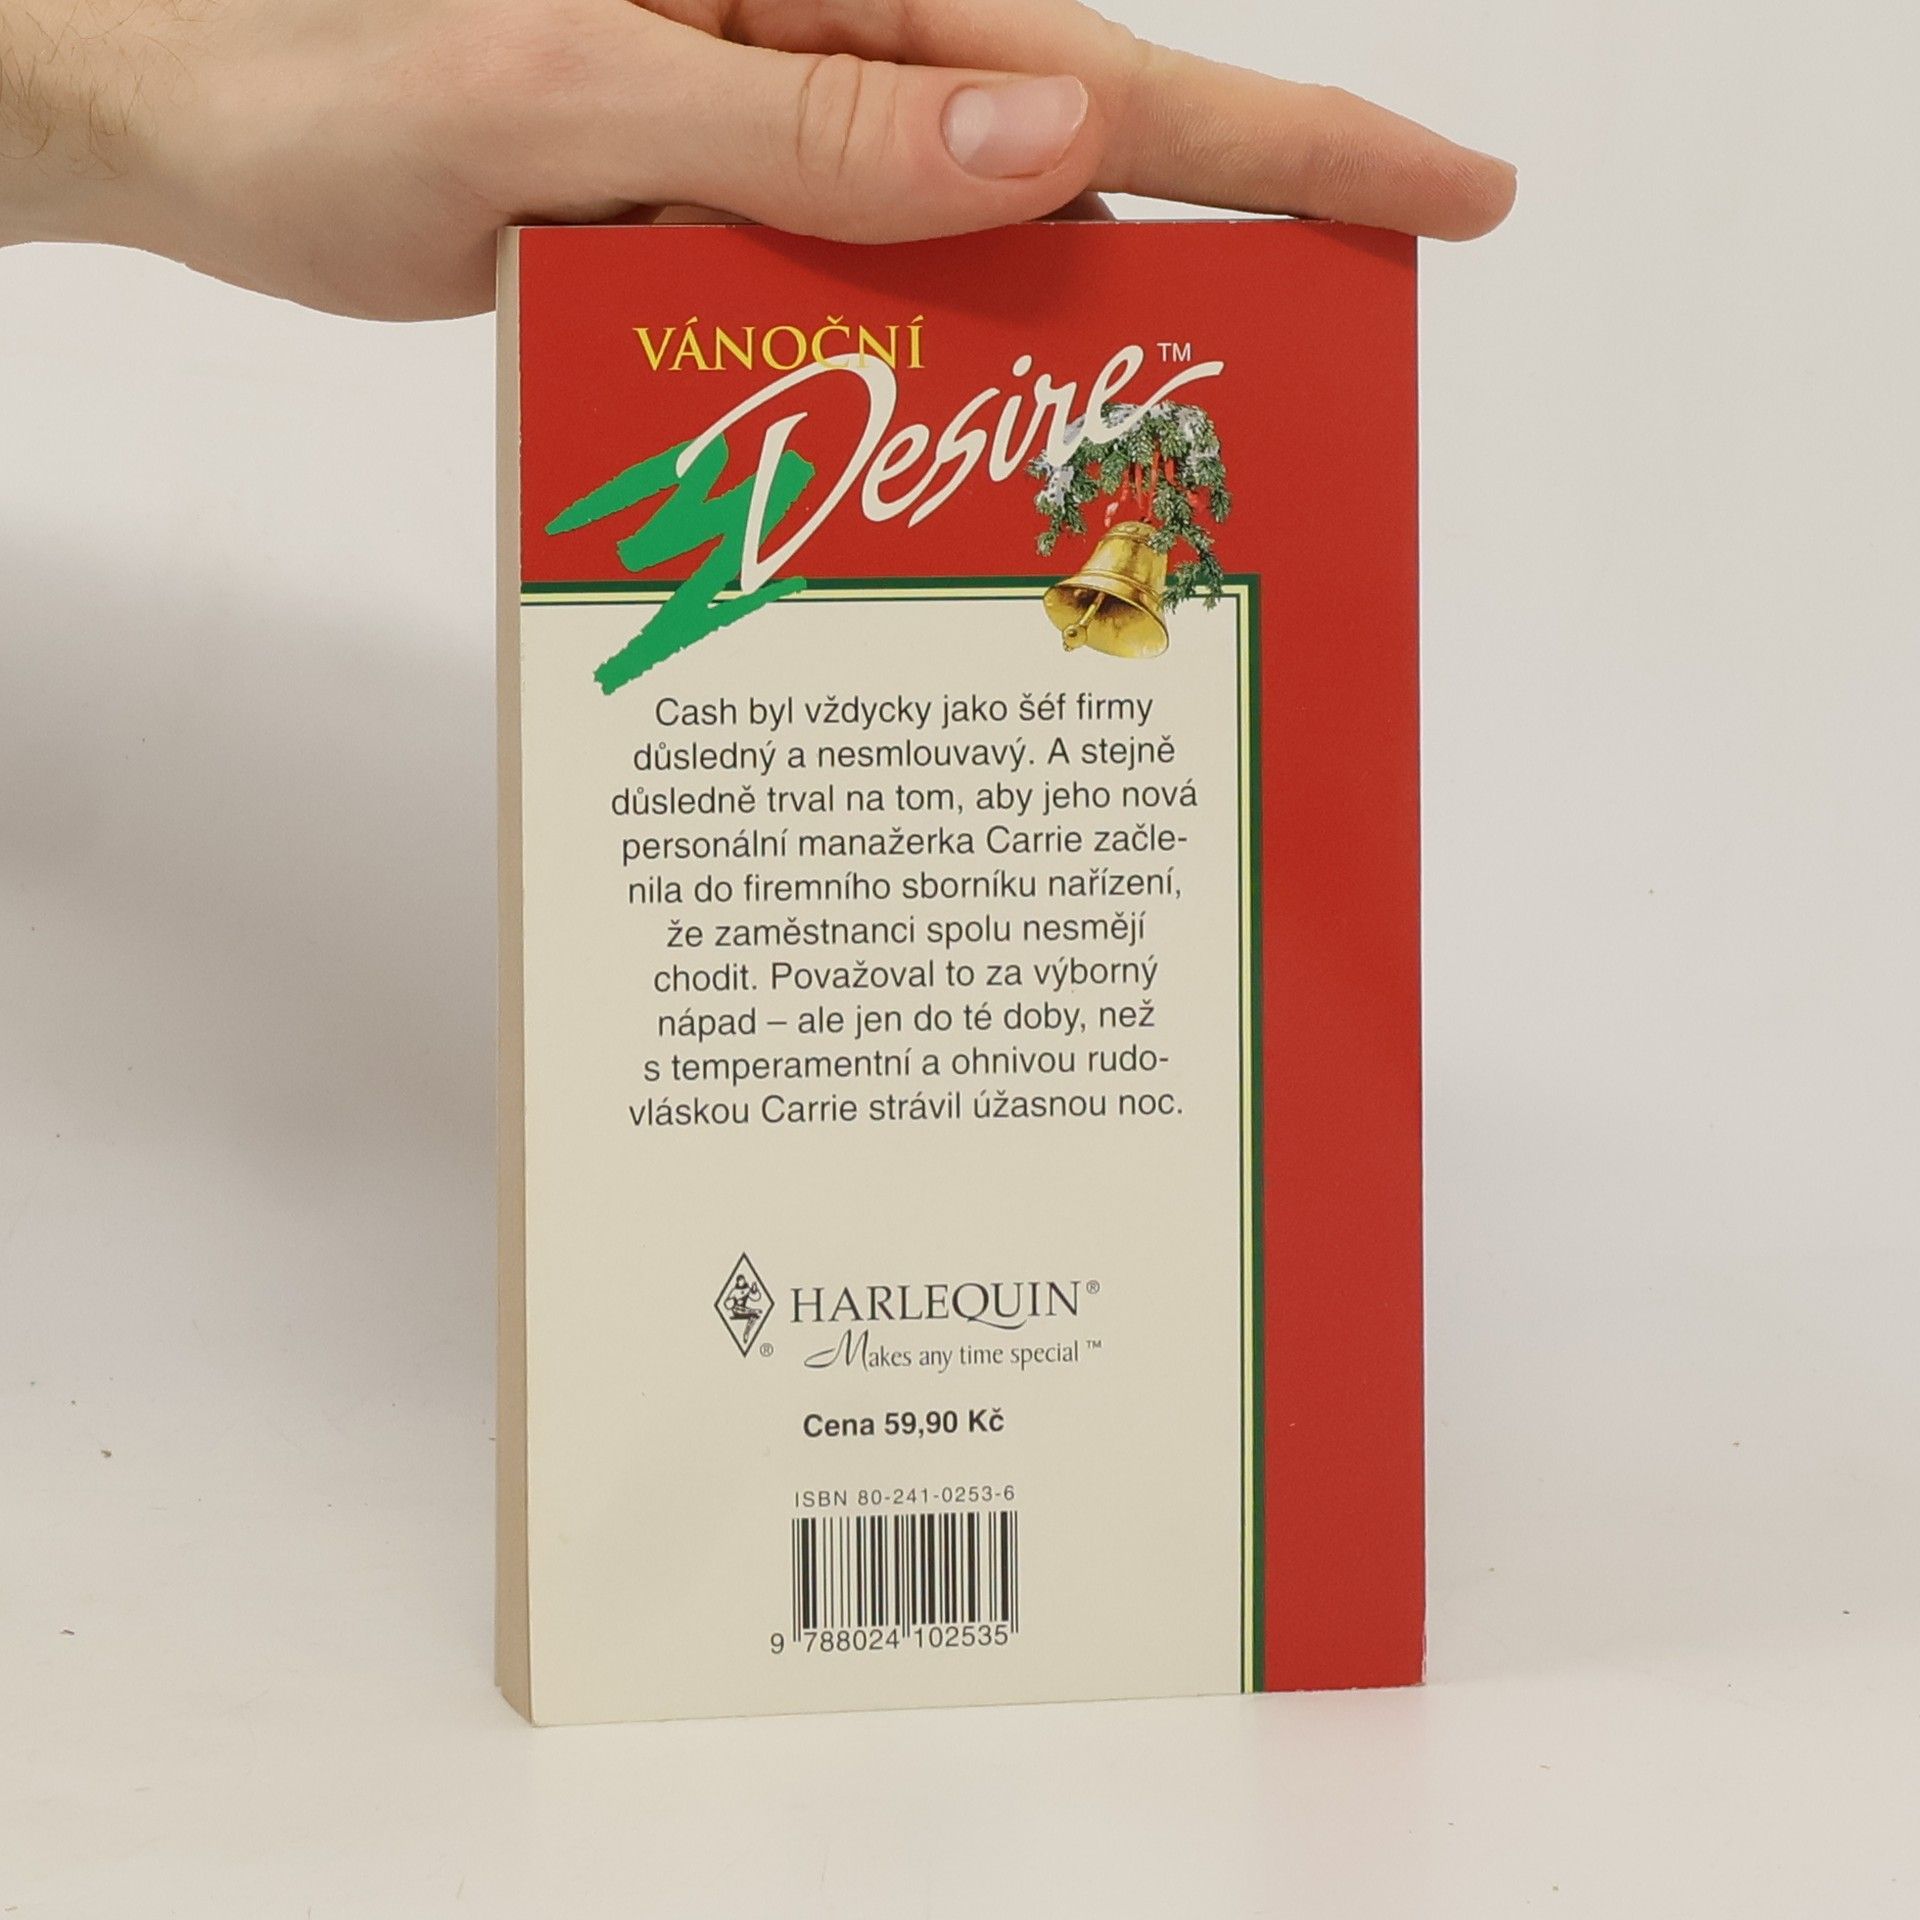 VÁNOČNÍ
Desire™
Cash byl vždycky jako šéf firmy
důsledný a nesmlouvavý. A stejně
důsledně trval na tom, aby jeho nová
personální manažerka Carrie začle-
nila do firemního sborníku nařízení,
že zaměstnanci spolu nesmějí
chodit. Považoval to za výborný
nápad – ale jen do té doby, než
s temperamentní a ohnivou rudo-
vláskou Carrie strávil úžasnou noc.
HARLEQUIN®
®
Makes any time special™
Cena 59,90 Kč
ISBN 80-241-0253-6
9 788024 102535